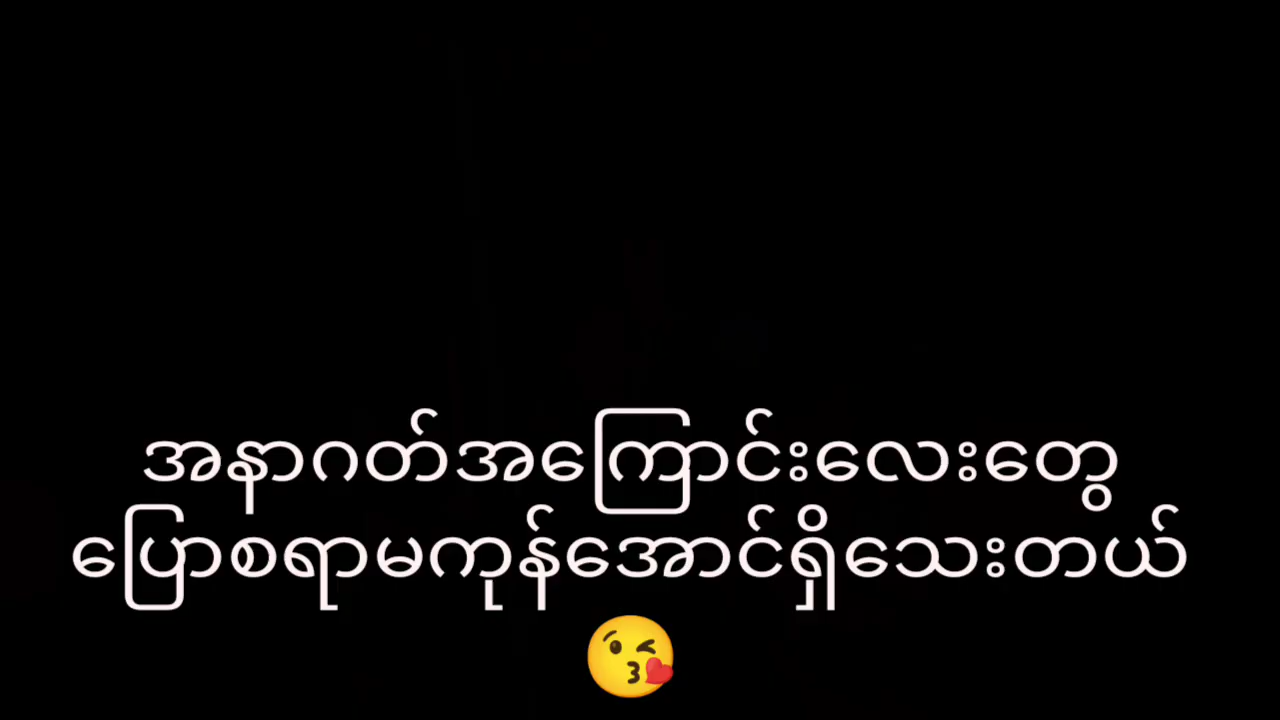 အနာဂတ်အကြောင်းလေးတွေ
ပြောစရာမကုန်အောင်ရှိသေးတယ်
😘